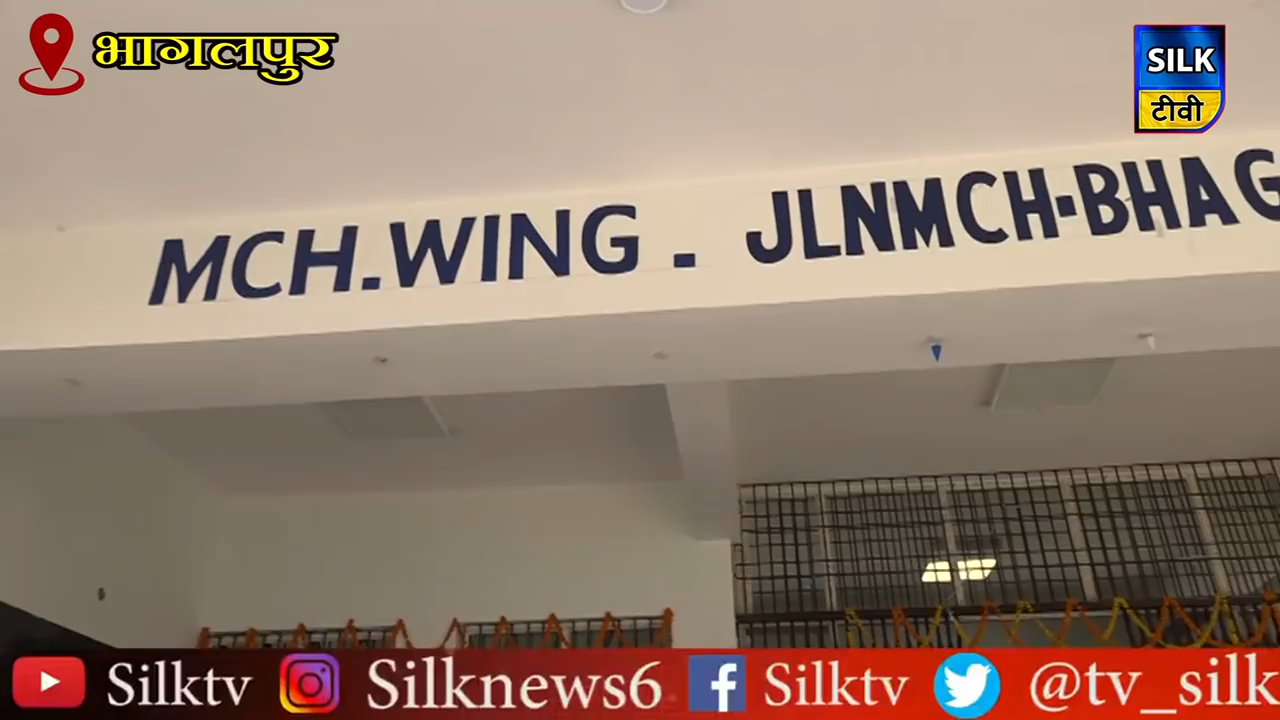 भागलपुर
SILK
टीवी
MCH.WING . JLNMCH-BHAG
Silktv Silknews6 Silktv @tv_silk